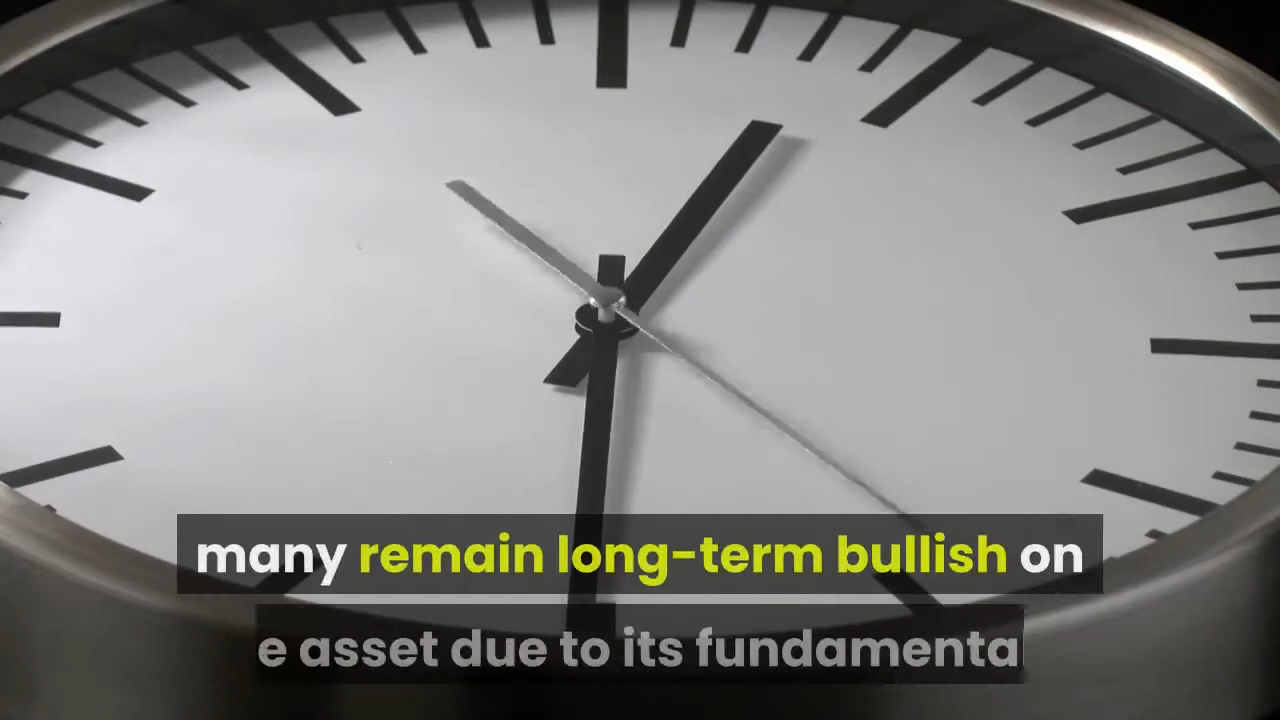 many remain long-term bullish on
e asset due to its fundamenta